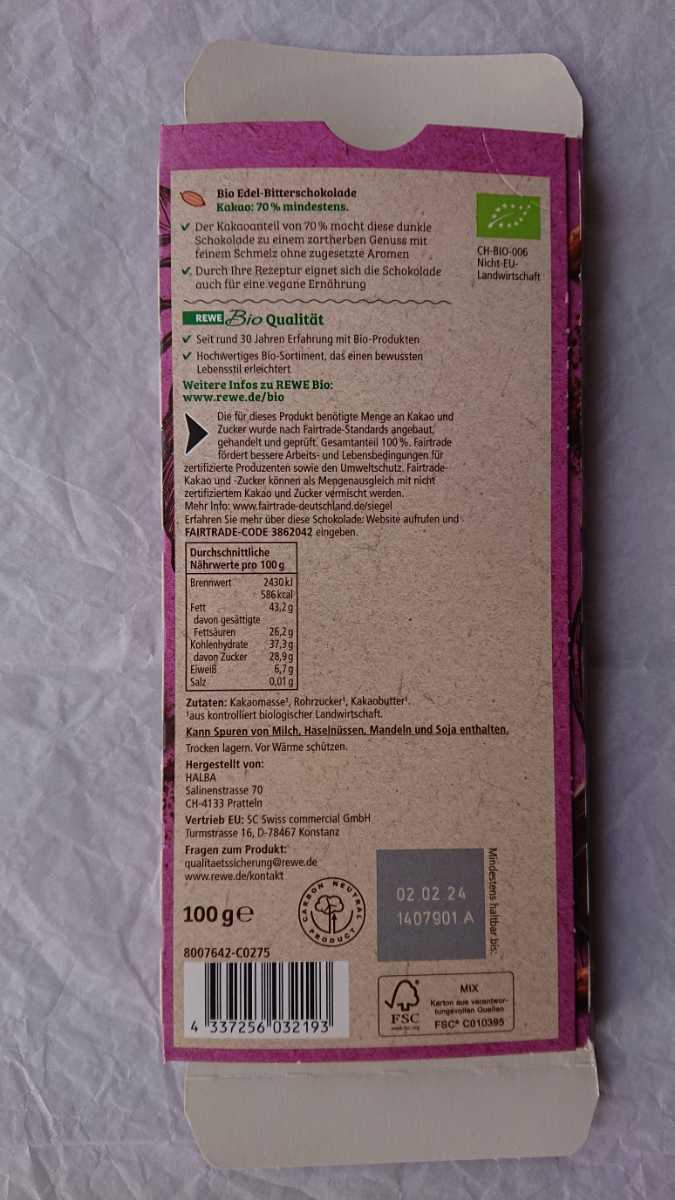 Bio Edel-Bitterschokolade
Kakao: 70 % mindestens.
Der Kakaoanteil von 70 % macht diese dunkle
Schokolade zu einem zartherben Genuss mit
feinem Schmelz ohne zugesetzte Aromen
Durch Ihre Rezeptur eignet sich die Schokolade
auch für eine vegane Ernährung
CH-BIO-006
Nicht-EU-
Landwirtschaft
REWE Bio Qualität
Seit rund 30 Jahren Erfahrung mit Bio-Produkten
Hochwertiges Bio-Sortiment, das einen bewussten
Lebensstil erleichtert
Weitere Infos zu REWE Bio:
www.rewe.de/bio
Die für dieses Produkt benötigte Menge an Kakao und
Zucker wurde nach Fairtrade-Standards angebaut,
gehandelt und geprüft. Gesamtanteil 100 %. Fairtrade
fördert bessere Arbeits- und Lebensbedingungen für
zertifizierte Produzenten sowie den Umweltschutz. Fairtrade-
Kakao und -Zucker können als Mengenausgleich mit nicht
zertifiziertem Kakao und Zucker vermischt werden.
Mehr Info: www.fairtrade-deutschland.de/siegel
Erfahren Sie mehr über diese Schokolade: Website aufrufen und
FAIRTRADE-CODE 3862042 eingeben.
Durchschnittliche
Nährwerte pro 100 g
Brennwert 2430 kJ
586 kcal
Fett 43,2 g
davon gesättigte
Fettsäuren 26,2 g
Kohlenhydrate 37,3 g
davon Zucker 28,9 g
Eiweiß 6,7 g
Salz 0,01 g
Zutaten: Kakaomasse¹, Rohrzucker¹, Kakaobutter¹.
¹aus kontrolliert biologischer Landwirtschaft.
Kann Spuren von Milch, Haselnüssen, Mandeln und Soja enthalten.
Trocken lagern. Vor Wärme schützen.
Hergestellt von:
HALBA
Salinenstrasse 70
CH-4133 Pratteln
Vertrieb EU: SC Swiss commercial GmbH
Turmstrasse 16, D-78467 Konstanz
Fragen zum Produkt:
qualitaetssicherung@rewe.de
www.rewe.de/kontakt
100 g e
CARBON NEUTRAL
PRODUCT
Mindestens haltbar bis:
02.02.24
1407901 A
8007642-C0275
4 337256 032193
FSC
www.fsc.org
MIX
Karton aus verantwor-
tungsvollen Quellen
FSC® C010395